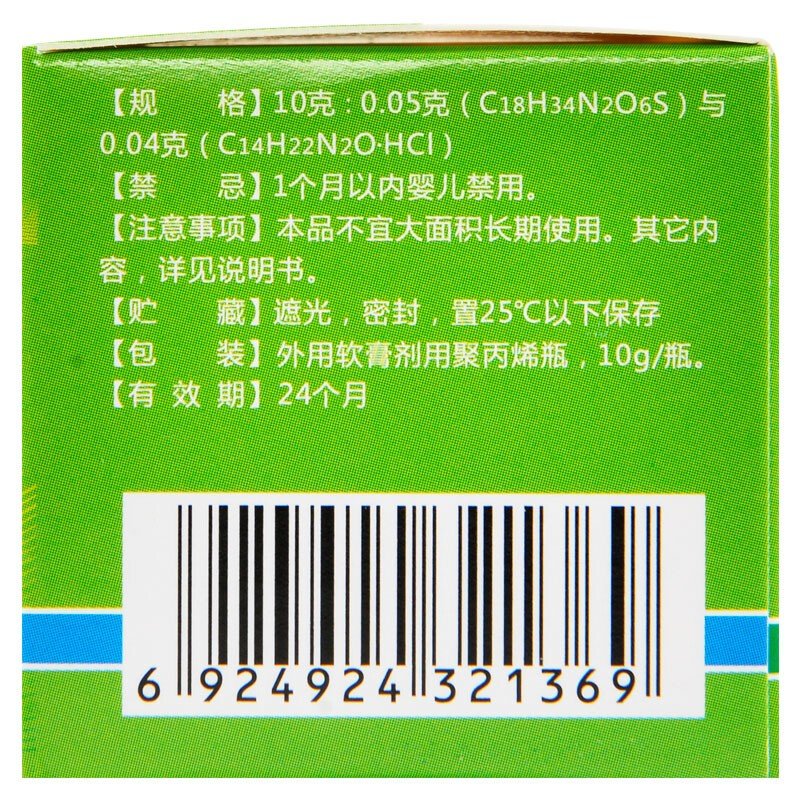 【规　　格】10克：0.05克（C18H34N2O6S）与
0.04克（C14H22N2O·HCl）
【禁　　忌】1个月以内婴儿禁用。
【注意事项】本品不宜大面积长期使用。其它内
容，详见说明书。
【贮　　藏】遮光，密封，置25℃以下保存
【包　　装】外用软膏剂用聚丙烯瓶，10g/瓶。
【有 效 期】24个月
6 924924 321369